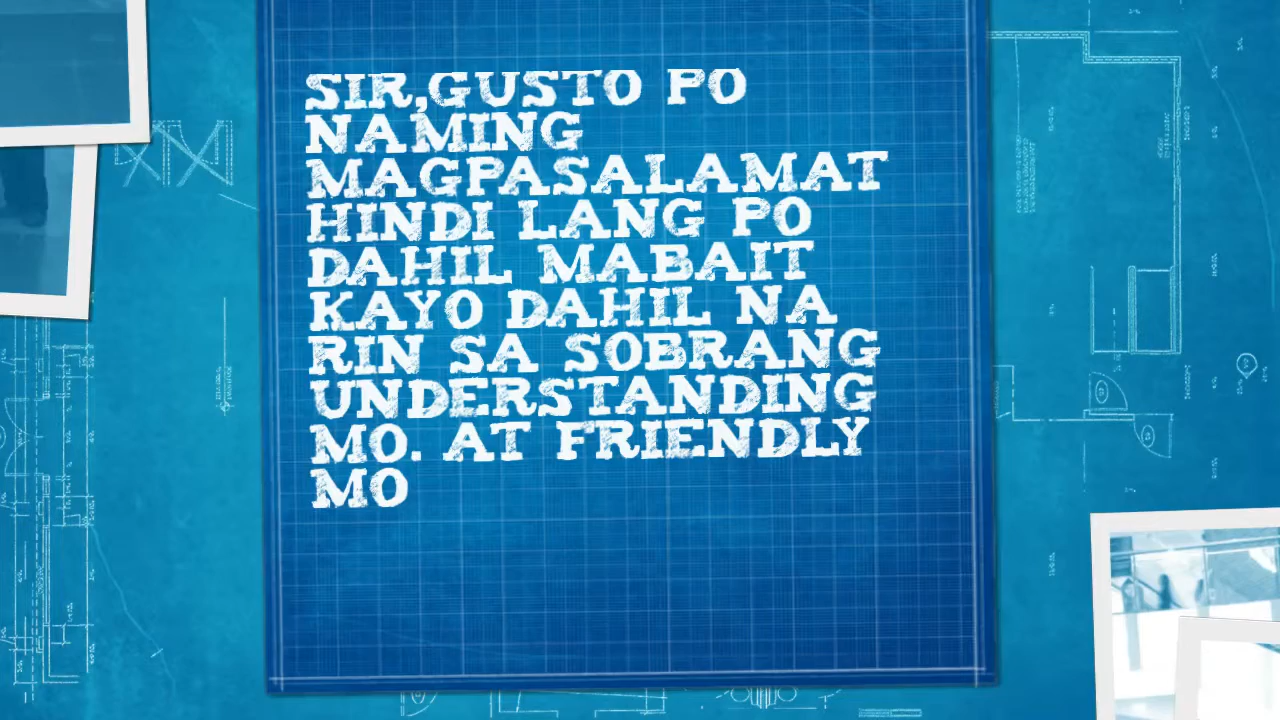 SIR,GUSTO PO
NAMING
MAGPASALAMAT
HINDI LANG PO
DAHIL MABAIT
KAYO DAHIL NA
RIN SA SOBRANG
UNDERSTANDING
MO. AT FRIENDLY
MO